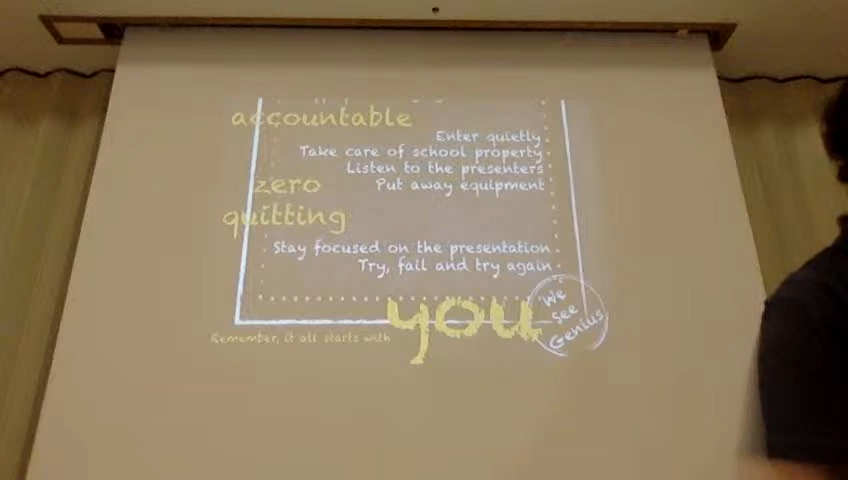 accountable
Enter quietly
Take care of school property
Listen to the presenters
Put away equipment
zero
quitting
Stay focused on the presentation
Try, fail and try again
Remember, it all starts with you
We
see
Genius